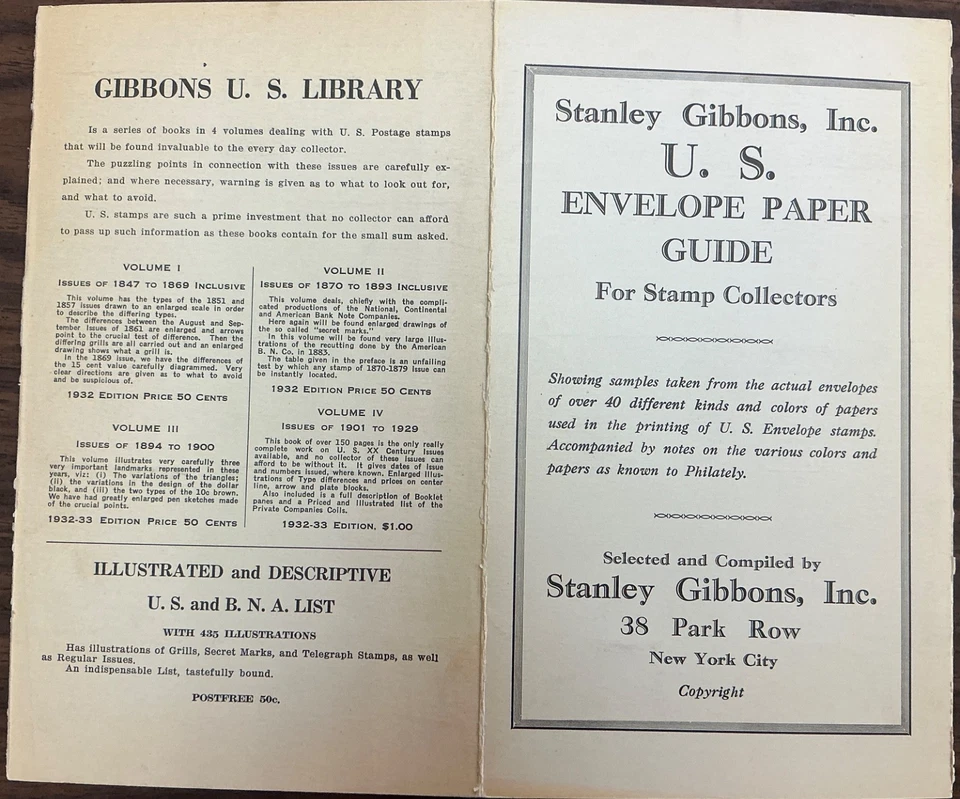 GIBBONS U. S. LIBRARY
Is a series of books in 4 volumes dealing with U. S. Postage stamps
that will be found invaluable to the every day collector.
The puzzling points in connection with these issues are carefully ex-
plained; and where necessary, warning is given as to what to look out for,
and what to avoid.
U. S. stamps are such a prime investment that no collector can afford
to pass up such information as these books contain for the small sum asked.
VOLUME I
ISSUES OF 1847 TO 1869 INCLUSIVE
This volume has the types of the 1851 and
1857 issues drawn to an enlarged scale in order
to describe the differing types.
The differences between the August and Sep-
tember Issues of 1861 are enlarged and arrows
point to the crucial test of difference. Then the
differing grills are all carried out and an enlarged
drawing shows what a grill is.
In the 1869 issue, we have the differences of
the 15 cent value carefully diagrammed. Very
clear directions are given as to what to avoid
and be suspicious of.
1932 EDITION PRICE 50 CENTS
VOLUME III
ISSUES OF 1894 TO 1900
This volume illustrates very carefully three
very important landmarks represented in these
years, viz: (i) The variations of the triangles;
(ii) the variations in the design of the dollar
black, and (iii) the two types of the 10c brown.
We have had greatly enlarged pen sketches made
of the crucial points.
1932-33 EDITION PRICE 50 CENTS
VOLUME II
ISSUES OF 1870 TO 1893 INCLUSIVE
This volume deals, chiefly with the compli-
cated productions of the National, Continental
and American Bank Note Companies.
Here again will be found enlarged drawings of
the so called "secret marks."
In this volume will be found very large illus-
trations of the recutting done by the American
B. N. Co. in 1883.
The table given in the preface is an unfailing
test by which any stamp of 1870-1879 issue can
be instantly located.
1932 EDITION PRICE 50 CENTS
VOLUME IV
ISSUES OF 1901 TO 1929
This book of over 150 pages is the only really
complete work on U. S. XX Century Issues
available, and no collector of these issues can
afford to be without it. It gives dates of issue
and numbers issued, where known. Enlarged Illus-
trations of Type differences and prices on center
line, arrow and plate blocks.
Also included is a full description of Booklet
panes and a Priced and Illustrated list of the
Private Companies Coils.
1932-33 EDITION, $1.00
ILLUSTRATED and DESCRIPTIVE
U. S. and B. N. A. LIST
WITH 435 ILLUSTRATIONS
Has illustrations of Grills, Secret Marks, and Telegraph Stamps, as well
as Regular Issues.
An indispensable List, tastefully bound.
POSTFREE 50c.
Stanley Gibbons, Inc.
U. S.
ENVELOPE PAPER
GUIDE
For Stamp Collectors
Showing samples taken from the actual envelopes
of over 40 different kinds and colors of papers
used in the printing of U. S. Envelope stamps.
Accompanied by notes on the various colors and
papers as known to Philately.
Selected and Compiled by
Stanley Gibbons, Inc.
38 Park Row
New York City
Copyright